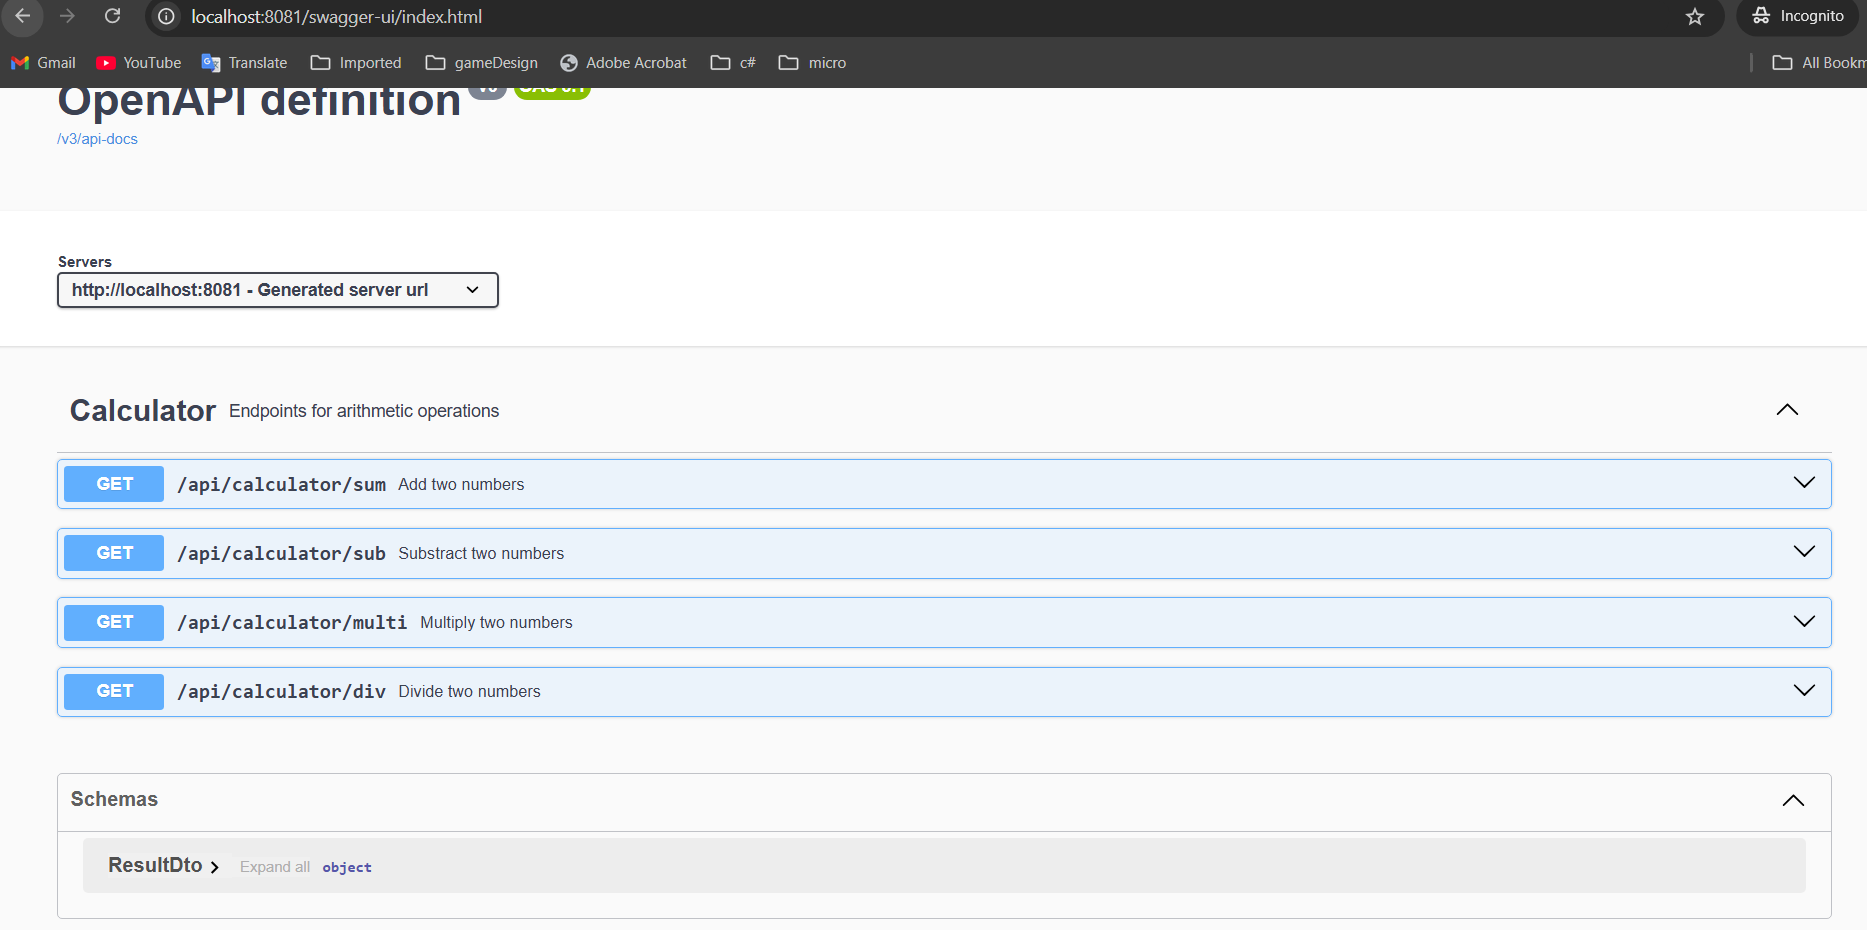 localhost:8081/swagger-ui/index.html
Incognito
Gmail YouTube Translate Imported gameDesign Adobe Acrobat c# micro All Bookm
OpenAPI definition
/v3/api-docs
Servers
http://localhost:8081 - Generated server url
Calculator Endpoints for arithmetic operations
GET /api/calculator/sum Add two numbers
GET /api/calculator/sub Substract two numbers
GET /api/calculator/multi Multiply two numbers
GET /api/calculator/div Divide two numbers
Schemas
ResultDto Expand all object